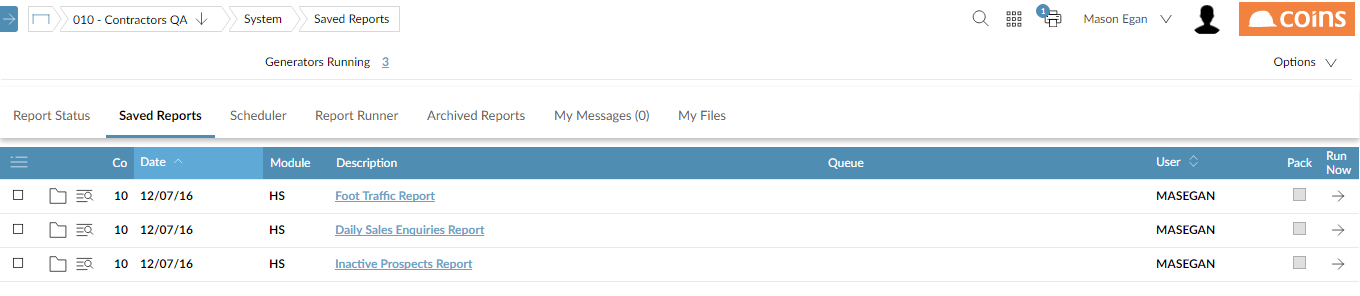 010 - Contractors QA System Saved Reports 1 Mason Egan coins
Generators Running 3 Options
Report Status Saved Reports Scheduler Report Runner Archived Reports My Messages (0) My Files
Co Date Module Description Queue User Pack Run Now
10 12/07/16 HS Foot Traffic Report MASEGAN
10 12/07/16 HS Daily Sales Enquiries Report MASEGAN
10 12/07/16 HS Inactive Prospects Report MASEGAN